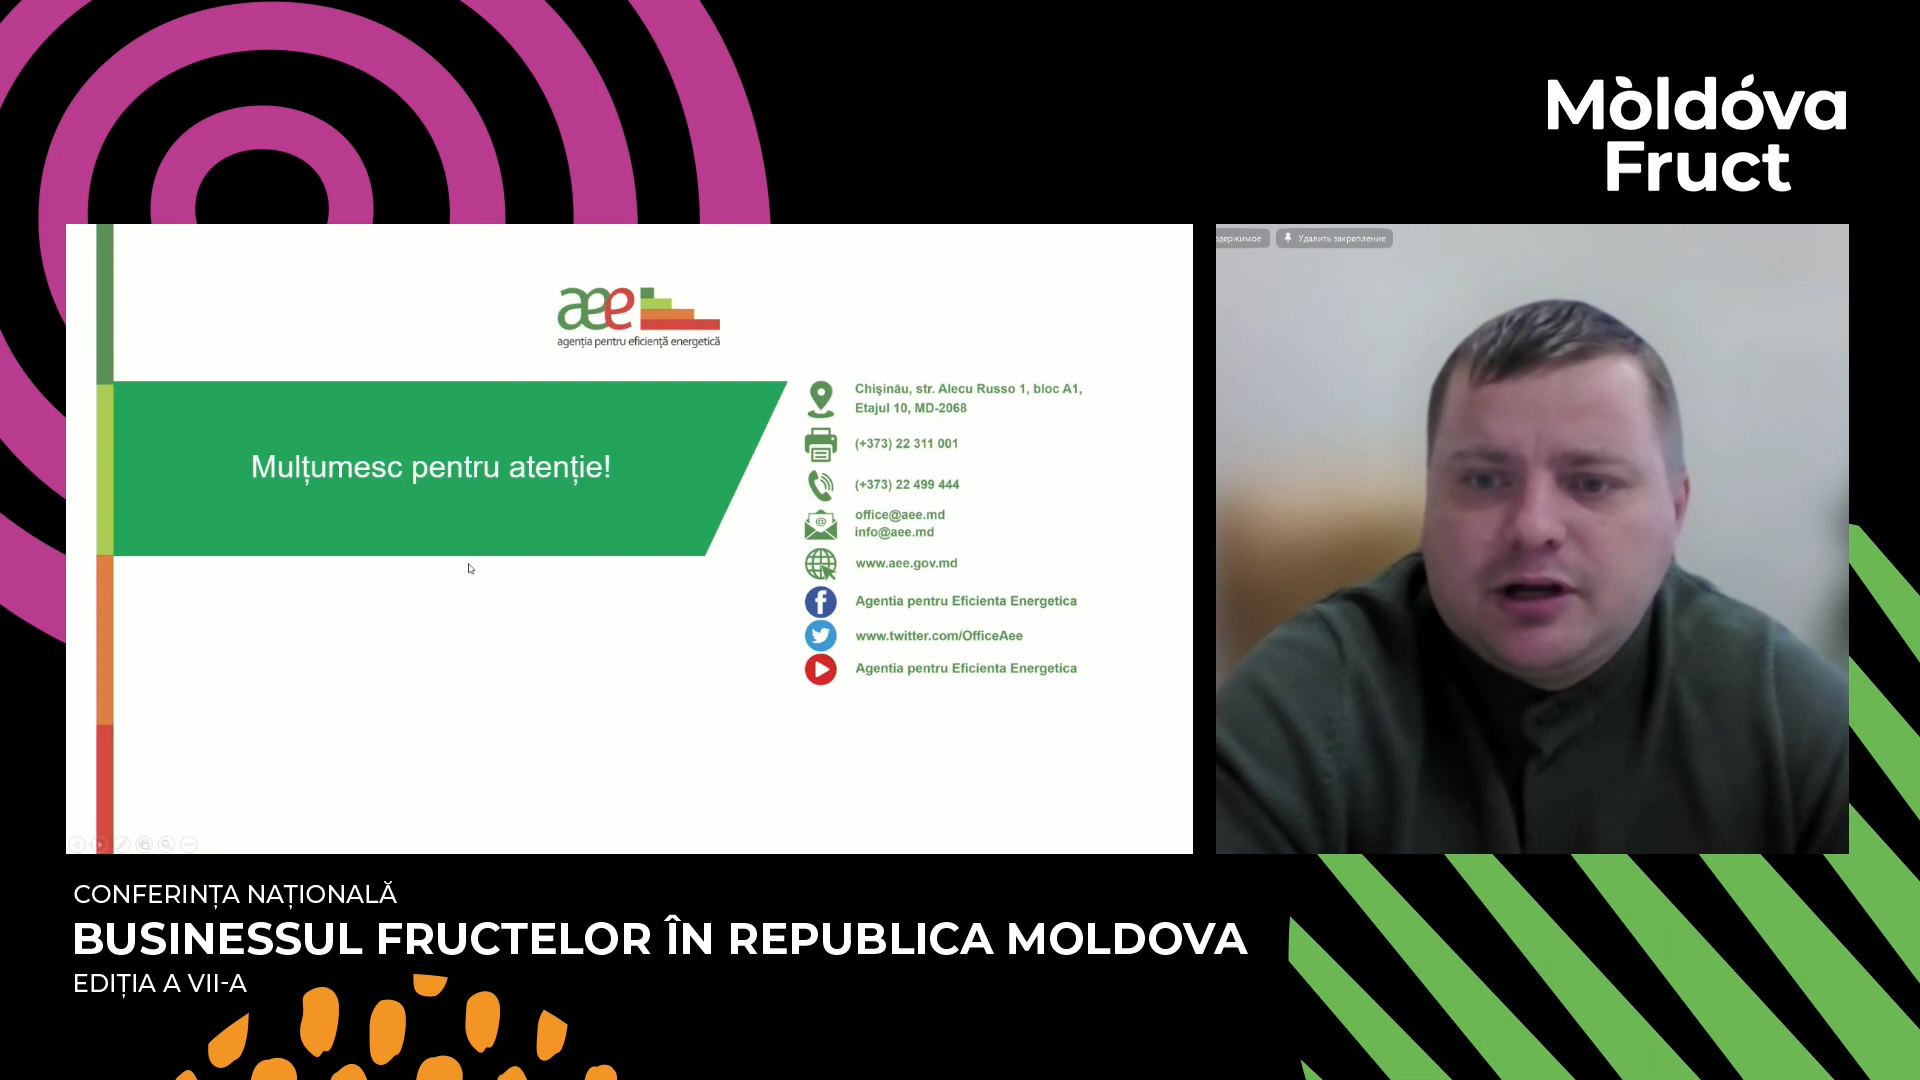 Mòldóva
Fruct
одержимое
Удалить закрепление
aee
agenția pentru eficiență energetică
Mulțumesc pentru atenție!
Chişinău, str. Alecu Russo 1, bloc A1,
Etajul 10, MD-2068
(+373) 22 311 001
(+373) 22 499 444
office@aee.md
info@aee.md
www.aee.gov.md
Agentia pentru Eficienta Energetica
www.twitter.com/OfficeAee
Agentia pentru Eficienta Energetica
CONFERINȚA NAȚIONALĂ
BUSINESSUL FRUCTELOR ÎN REPUBLICA MOLDOVA
EDIȚIA A VII-A